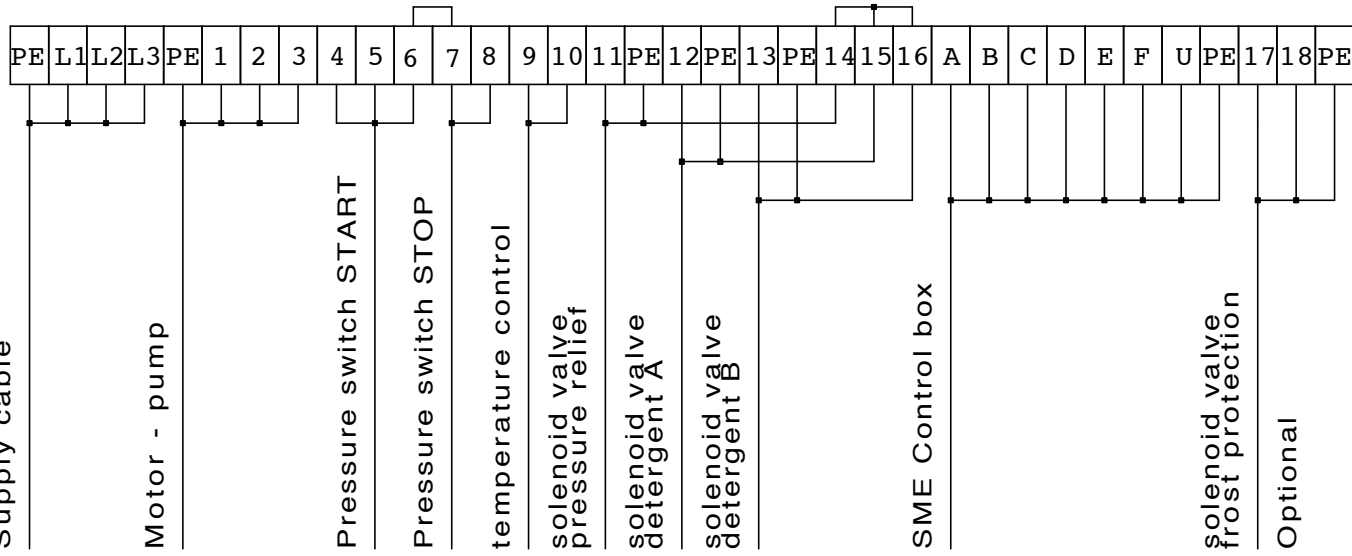 PE L1 L2 L3 PE 1 2 3 4 5 6 7 8 9 10 11 PE 12 PE 13 PE 14 15 16 A B C D E F U PE 17 18 PE
Supply cable
Motor - pump
Pressure switch START
Pressure switch STOP
temperature control
solenoid valve
pressure relief
solenoid valve
detergent A
solenoid valve
detergent B
SME Control box
solenoid valve
frost protection
Optional